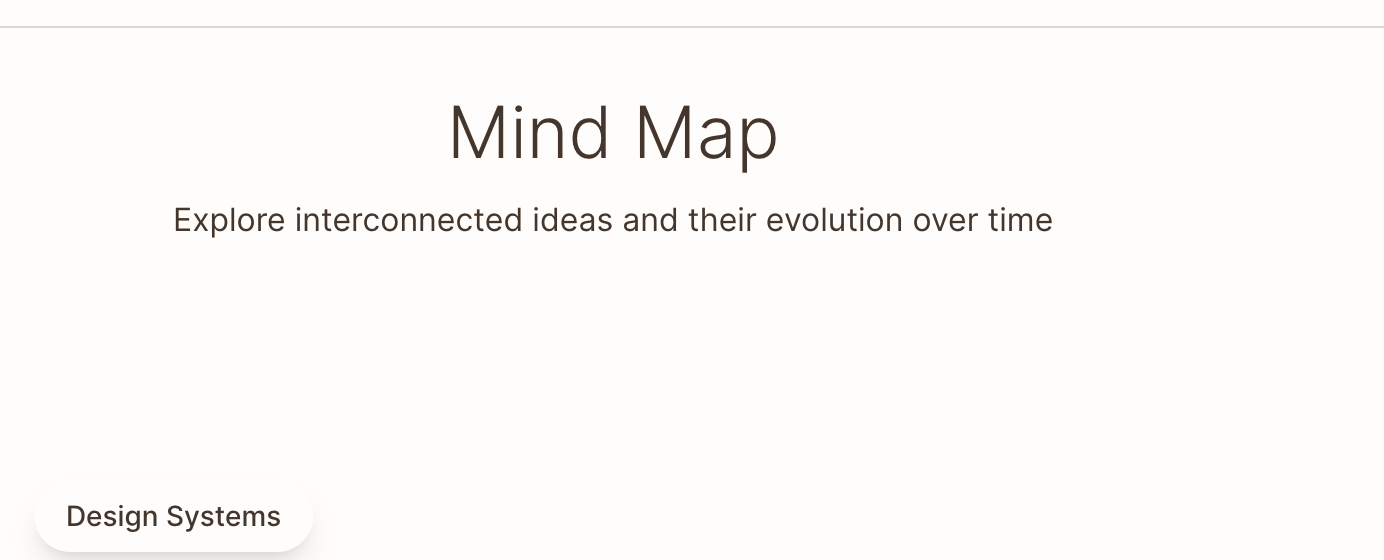 Mind Map
Explore interconnected ideas and their evolution over time
Design Systems